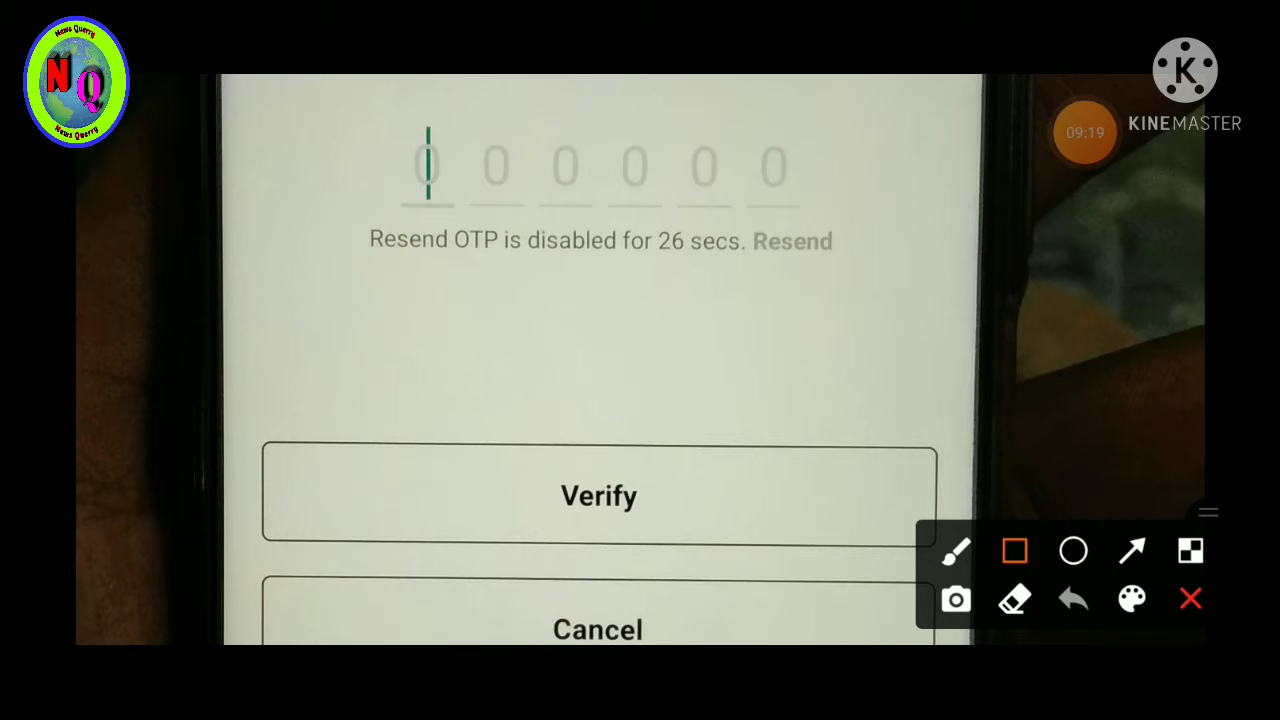 News Querry
N Q
News Querry
K
KINEMASTER
09:19
0 0 0 0 0 0
Resend OTP is disabled for 26 secs. Resend
Verify
Cancel